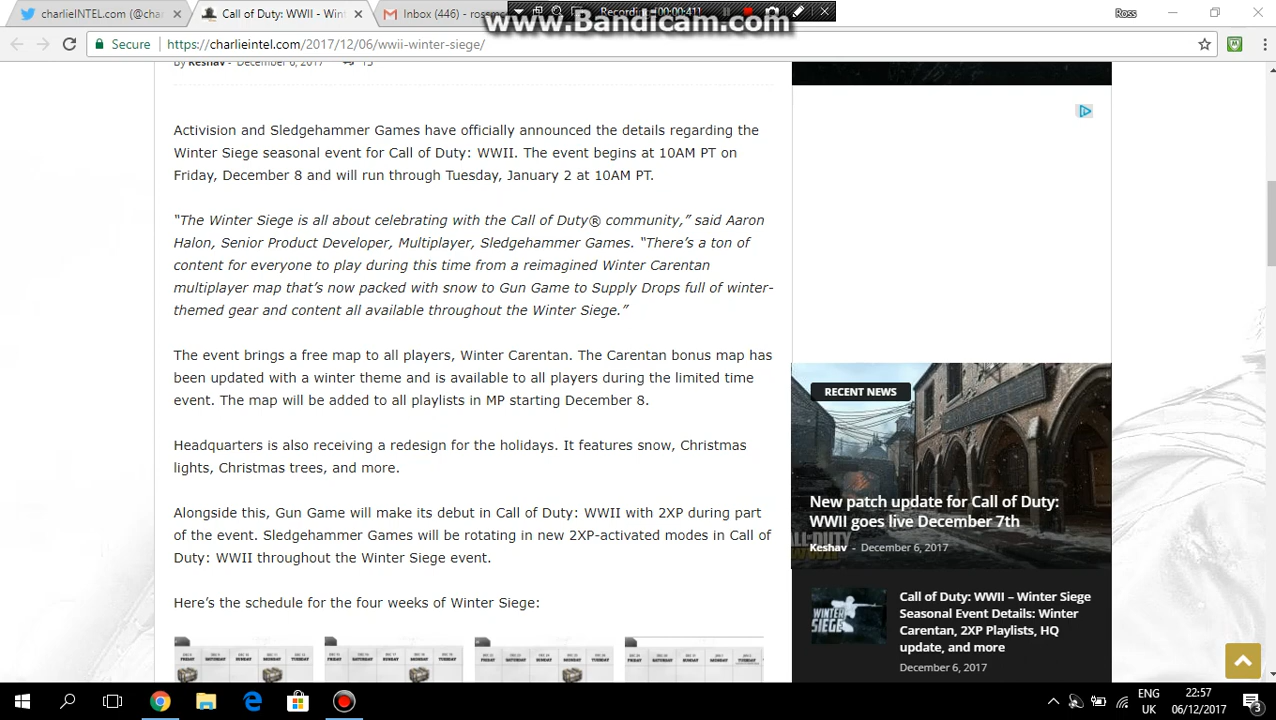 charlieINTEL.com (@cha
Call of Duty: WWII - Wint
Inbox (446) - rossmc
Recording [00:00:41]
www.Bandicam.com
Ross
Secure
https://charlieintel.com/2017/12/06/wwii-winter-siege/
by Keshav - December 6, 2017 15
Activision and Sledgehammer Games have officially announced the details regarding the
Winter Siege seasonal event for Call of Duty: WWII. The event begins at 10AM PT on
Friday, December 8 and will run through Tuesday, January 2 at 10AM PT.
“The Winter Siege is all about celebrating with the Call of Duty® community,” said Aaron
Halon, Senior Product Developer, Multiplayer, Sledgehammer Games. “There’s a ton of
content for everyone to play during this time from a reimagined Winter Carentan
multiplayer map that’s now packed with snow to Gun Game to Supply Drops full of winter-
themed gear and content all available throughout the Winter Siege.”
The event brings a free map to all players, Winter Carentan. The Carentan bonus map has
been updated with a winter theme and is available to all players during the limited time
event. The map will be added to all playlists in MP starting December 8.
Headquarters is also receiving a redesign for the holidays. It features snow, Christmas
lights, Christmas trees, and more.
Alongside this, Gun Game will make its debut in Call of Duty: WWII with 2XP during part
of the event. Sledgehammer Games will be rotating in new 2XP-activated modes in Call of
Duty: WWII throughout the Winter Siege event.
Here’s the schedule for the four weeks of Winter Siege:
RECENT NEWS
New patch update for Call of Duty:
WWII goes live December 7th
Keshav - December 6, 2017
WINTER
SIEGE
Call of Duty: WWII – Winter Siege
Seasonal Event Details: Winter
Carentan, 2XP Playlists, HQ
update, and more
December 6, 2017
ENG
UK
22:57
06/12/2017
3